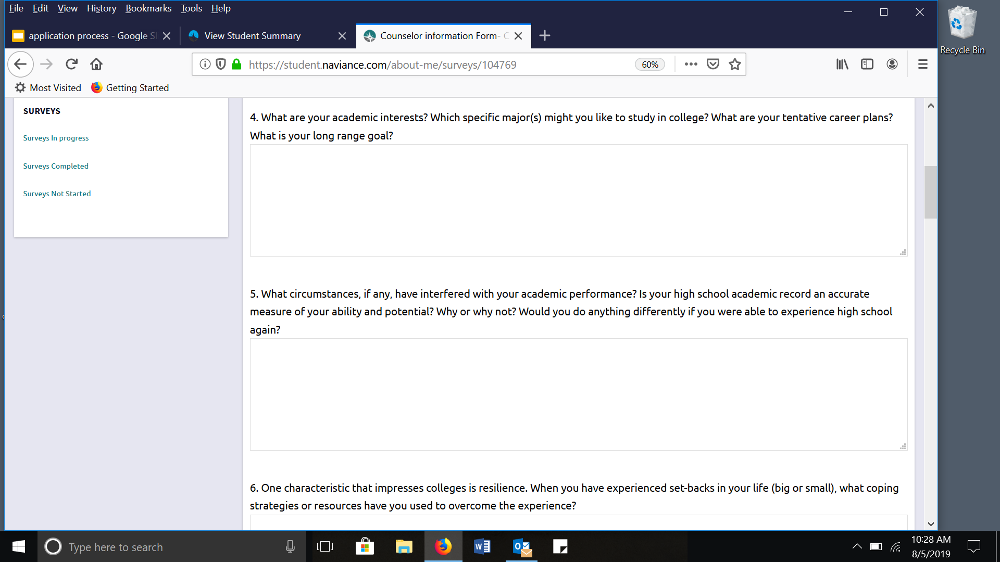 File Edit View History Bookmarks Tools Help
application process - Google Sl
View Student Summary
Counselor information Form- C
Recycle Bin
https://student.naviance.com/about-me/surveys/104769
60%
Most Visited
Getting Started
SURVEYS
Surveys In progress
Surveys Completed
Surveys Not Started
4. What are your academic interests? Which specific major(s) might you like to study in college? What are your tentative career plans?
What is your long range goal?
5. What circumstances, if any, have interfered with your academic performance? Is your high school academic record an accurate
measure of your ability and potential? Why or why not? Would you do anything differently if you were able to experience high school
again?
6. One characteristic that impresses colleges is resilience. When you have experienced set-backs in your life (big or small), what coping
strategies or resources have you used to overcome the experience?
Type here to search
10:28 AM
8/5/2019